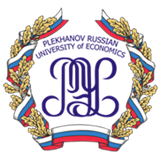 PLEKHANOV RUSSIAN
UNIVERSITY of ECONOMICS